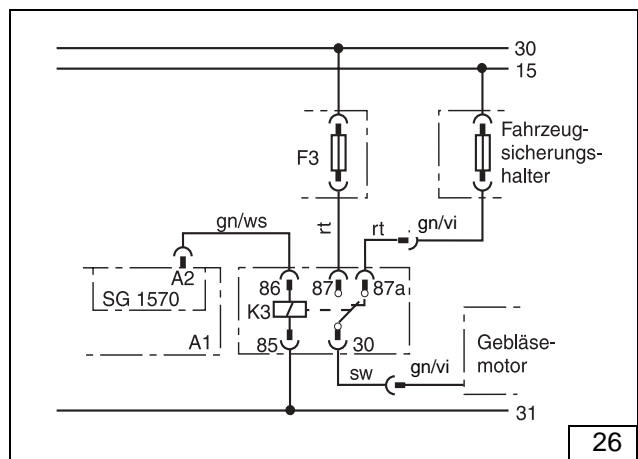 30
15
F3
Fahrzeug-
sicherungs-
halter
gn/ws
rt
rt
gn/vi
A2
SG 1570
A1
86
87
87a
K3
85
30
Gebläse-
motor
sw
gn/vi
31
26